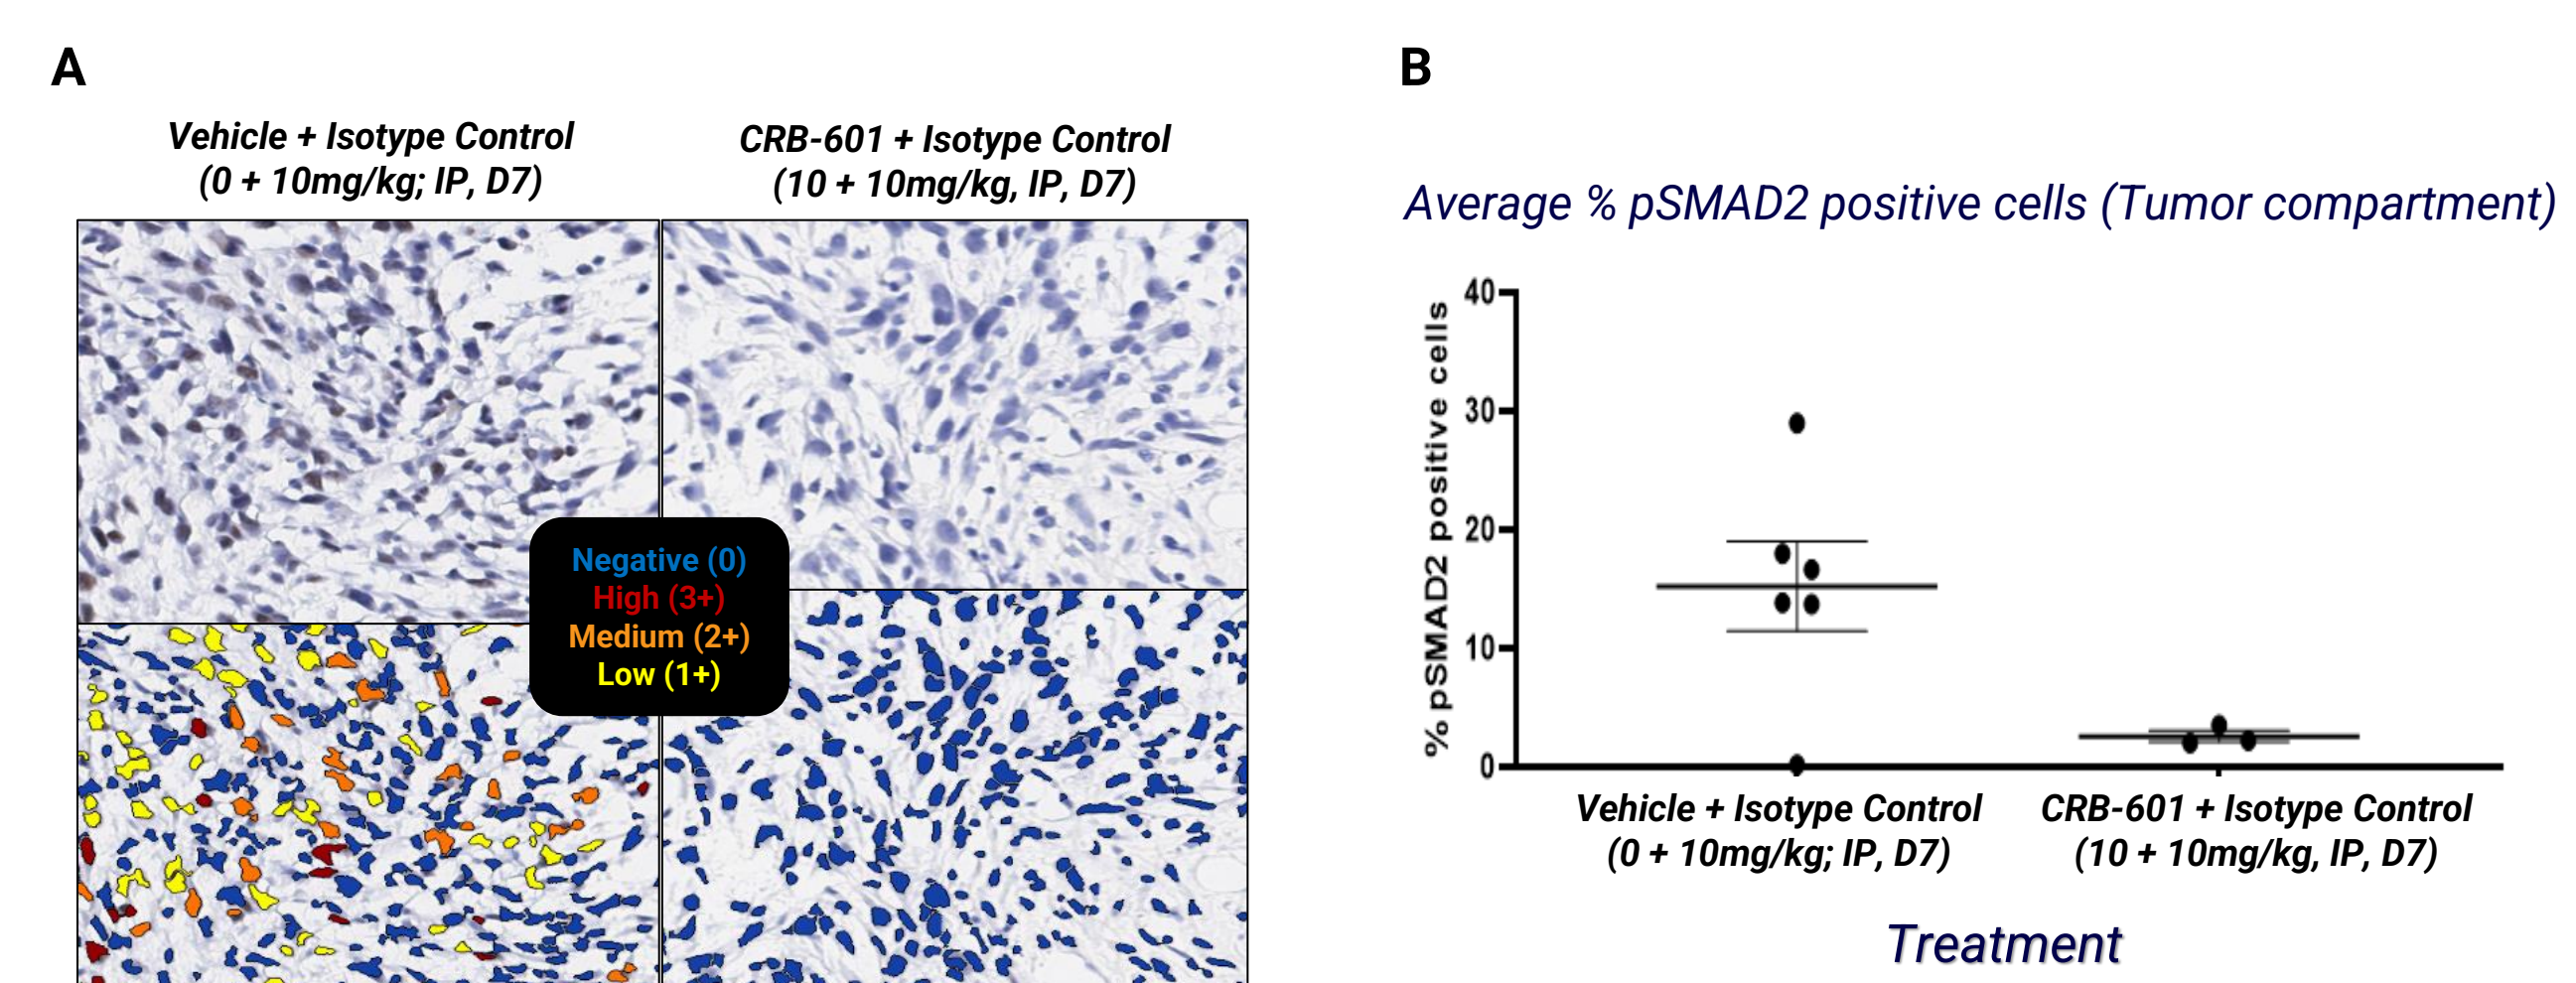 A
Vehicle + Isotype Control
(0 + 10mg/kg; IP, D7)
CRB-601 + Isotype Control
(10 + 10mg/kg, IP, D7)
Negative (0)
High (3+)
Medium (2+)
Low (1+)
B
Average % pSMAD2 positive cells (Tumor compartment)
% pSMAD2 positive cells
40
30
20
10
0
Vehicle + Isotype Control
(0 + 10mg/kg; IP, D7)
CRB-601 + Isotype Control
(10 + 10mg/kg, IP, D7)
Treatment